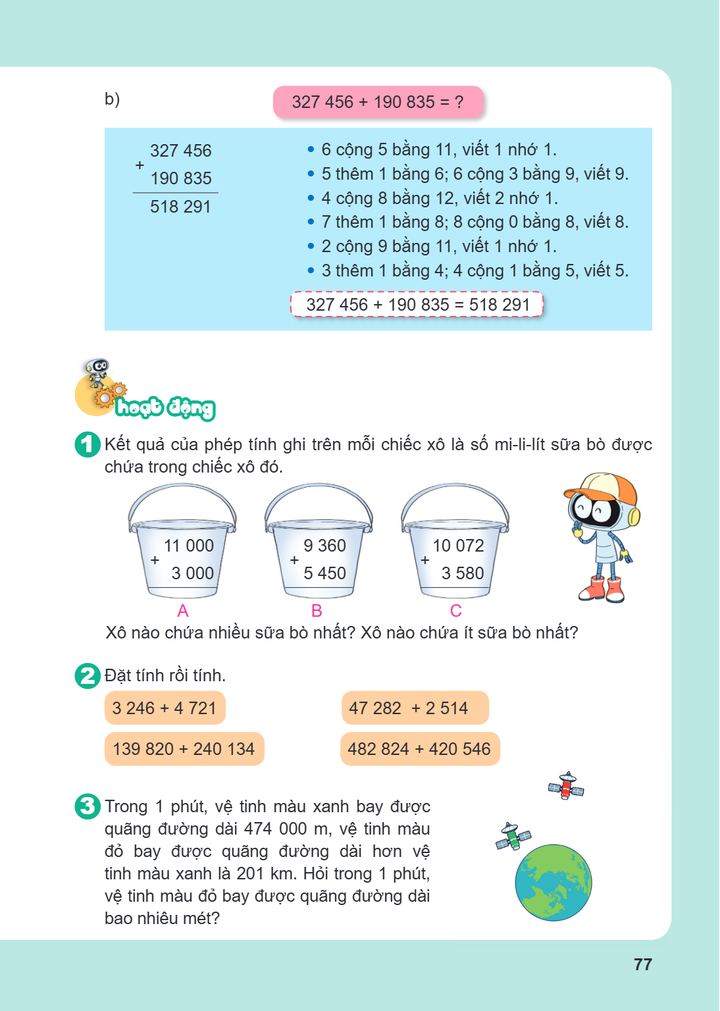 b)
327 456 + 190 835 = ?
327 456
+
190 835
518 291
• 6 cộng 5 bằng 11, viết 1 nhớ 1.
• 5 thêm 1 bằng 6; 6 cộng 3 bằng 9, viết 9.
• 4 cộng 8 bằng 12, viết 2 nhớ 1.
• 7 thêm 1 bằng 8; 8 cộng 0 bằng 8, viết 8.
• 2 cộng 9 bằng 11, viết 1 nhớ 1.
• 3 thêm 1 bằng 4; 4 cộng 1 bằng 5, viết 5.
327 456 + 190 835 = 518 291
hoạt động
1 Kết quả của phép tính ghi trên mỗi chiếc xô là số mi-li-lít sữa bò được
chứa trong chiếc xô đó.
11 000
+
3 000
A
9 360
+
5 450
B
10 072
+
3 580
C
Xô nào chứa nhiều sữa bò nhất? Xô nào chứa ít sữa bò nhất?
2 Đặt tính rồi tính.
3 246 + 4 721
47 282 + 2 514
139 820 + 240 134
482 824 + 420 546
3 Trong 1 phút, vệ tinh màu xanh bay được
quãng đường dài 474 000 m, vệ tinh màu
đỏ bay được quãng đường dài hơn vệ
tinh màu xanh là 201 km. Hỏi trong 1 phút,
vệ tinh màu đỏ bay được quãng đường dài
bao nhiêu mét?
77